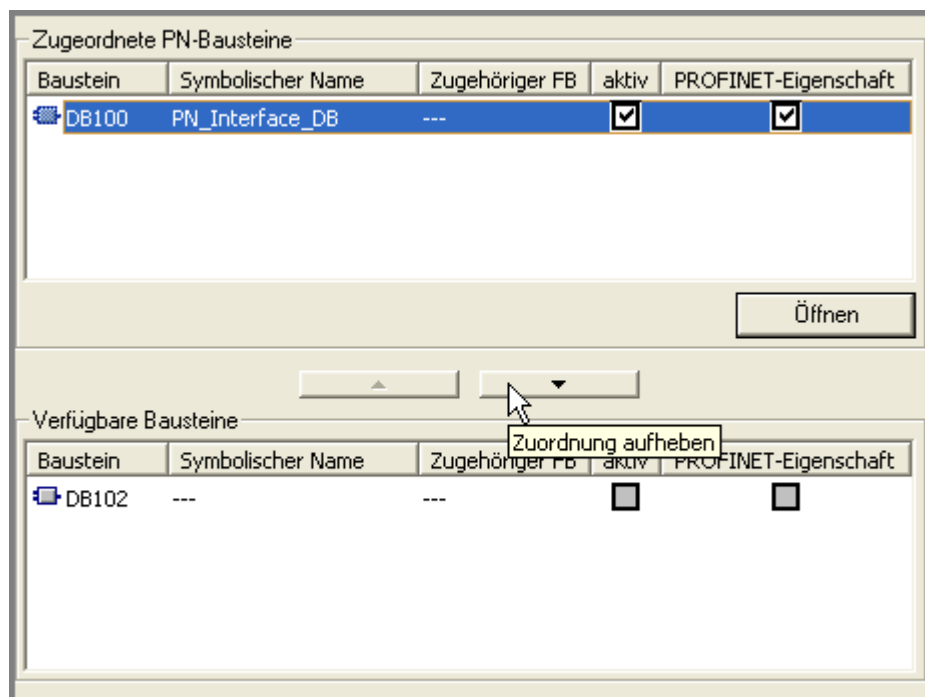 Zugeordnete PN-Bausteine
Baustein Symbolischer Name Zugehöriger FB aktiv PROFINET-Eigenschaft
DB100 PN_Interface_DB ---
Öffnen
Verfügbare Bausteine
Zuordnung aufheben
Baustein Symbolischer Name Zugehöriger FB aktiv PROFINET-Eigenschaft
DB102 --- ---